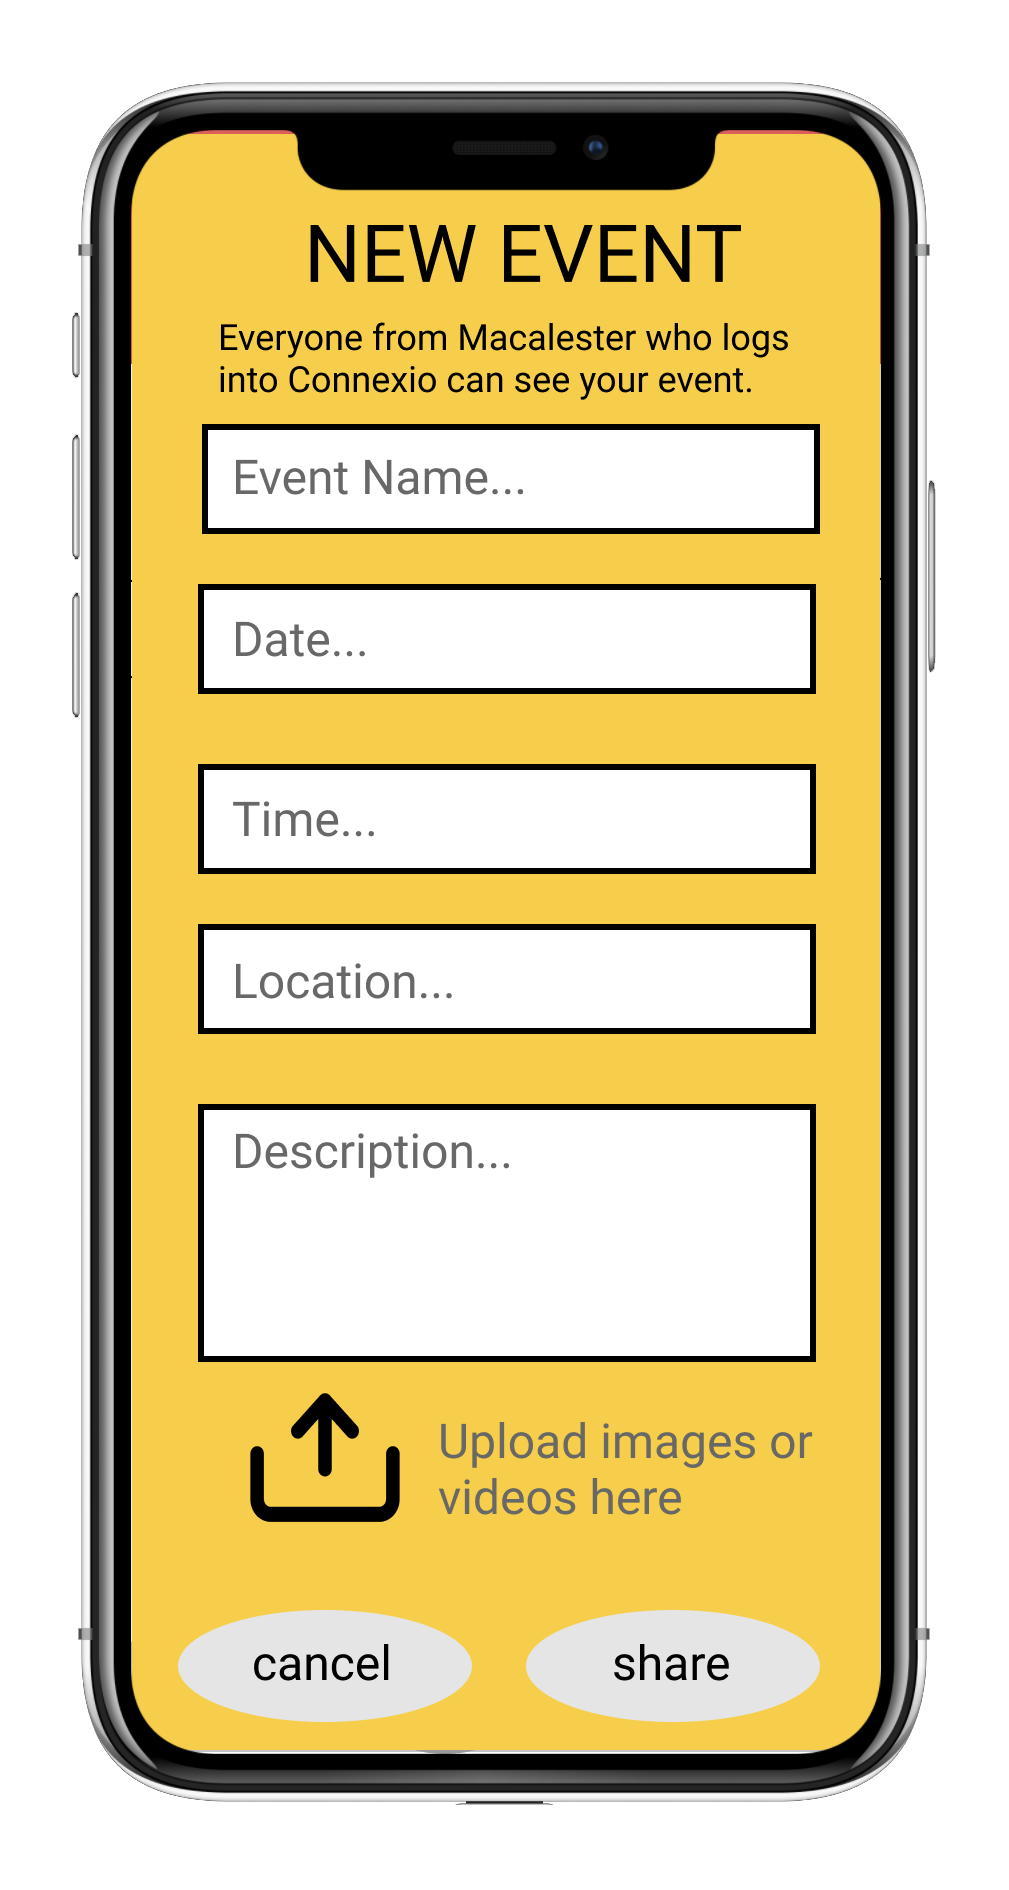 NEW EVENT
Everyone from Macalester who logs
into Connexio can see your event.
Event Name...
Date...
Time...
Location...
Description...
Upload images or
videos here
cancel
share